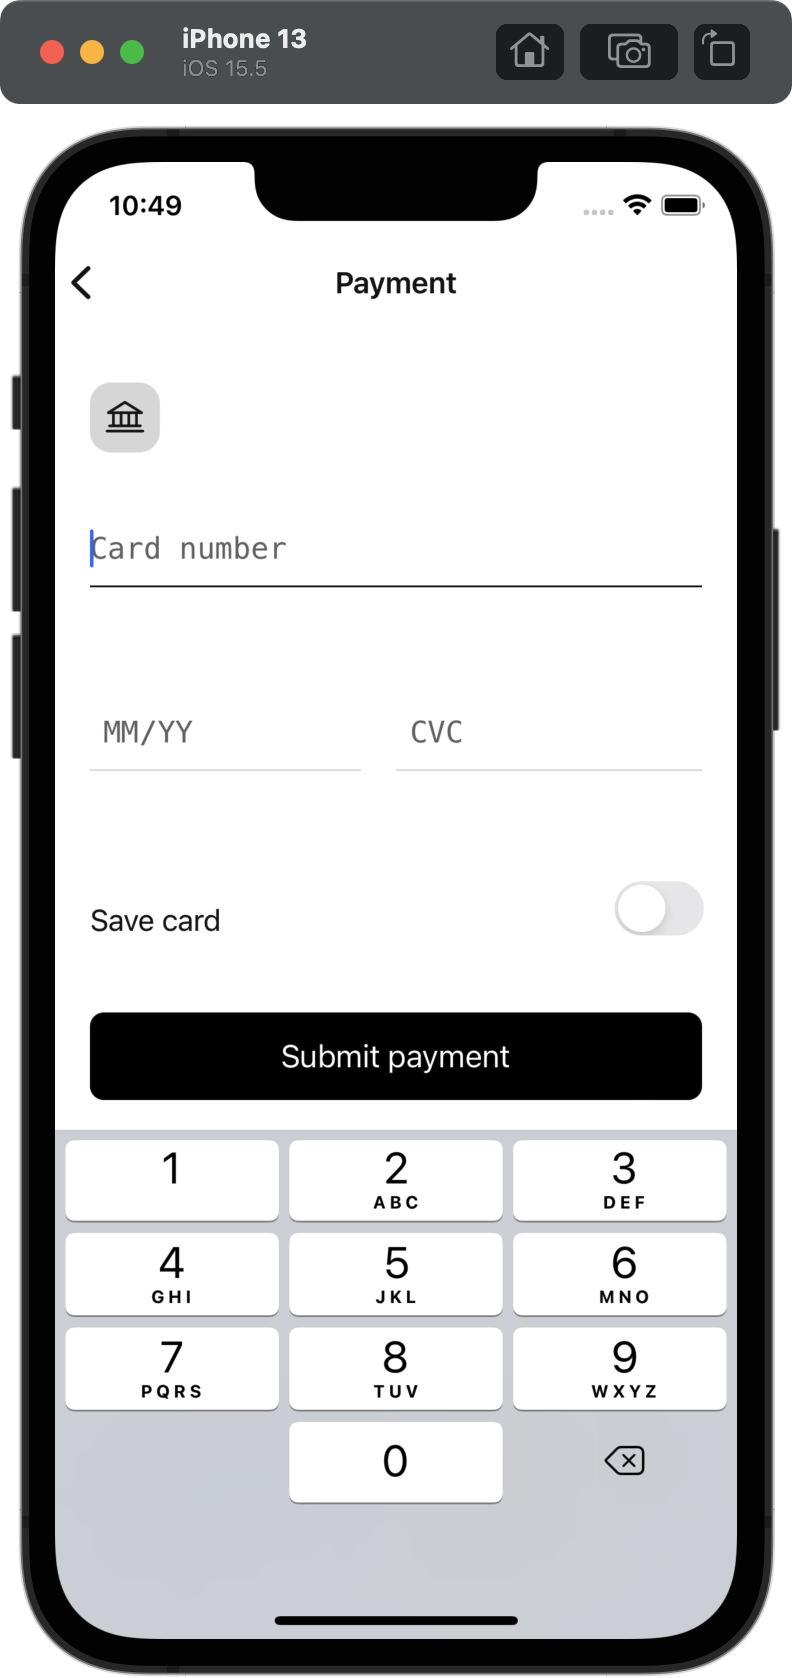 iPhone 13
iOS 15.5
10:49
Payment
Card number
MM/YY CVC
Save card
Submit payment
1 2 3
ABC DEF
4 5 6
GHI JKL MNO
7 8 9
PQRS TUV WXYZ
0